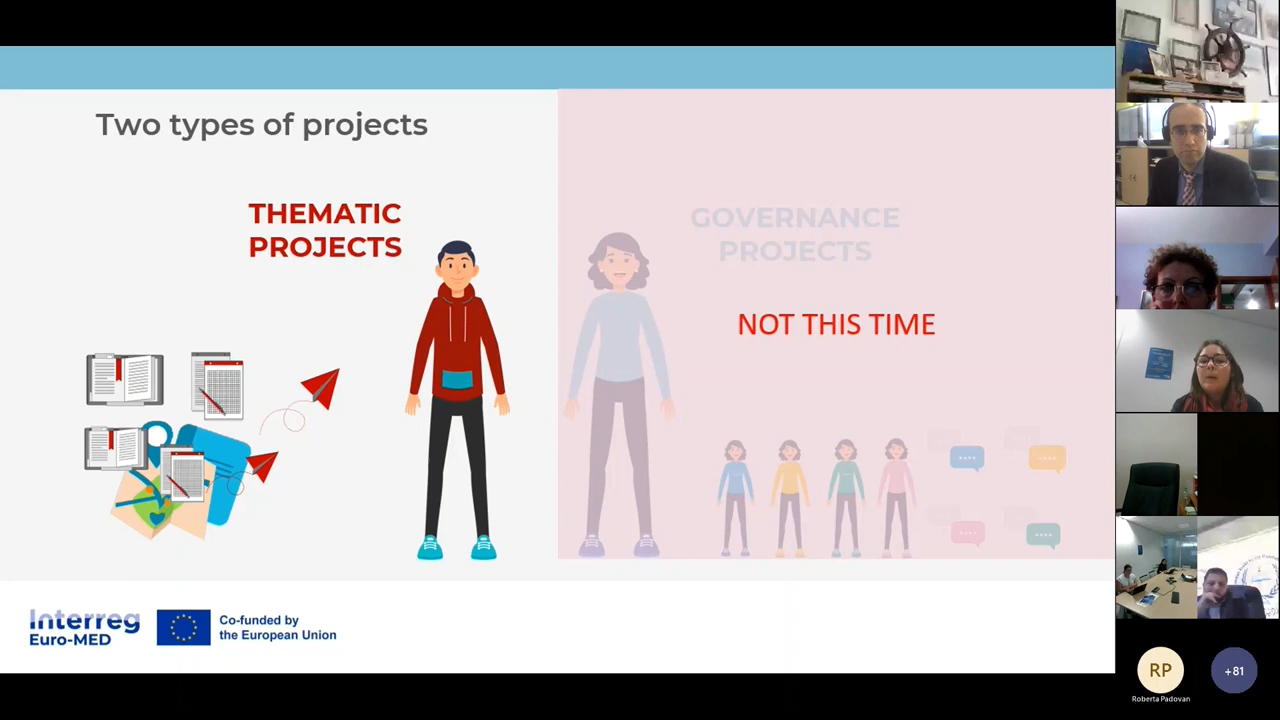 Two types of projects
THEMATIC
PROJECTS
GOVERNANCE
PROJECTS
NOT THIS TIME
Interreg
Euro-MED
Co-funded by
the European Union
RP
Roberta Padovan
+81